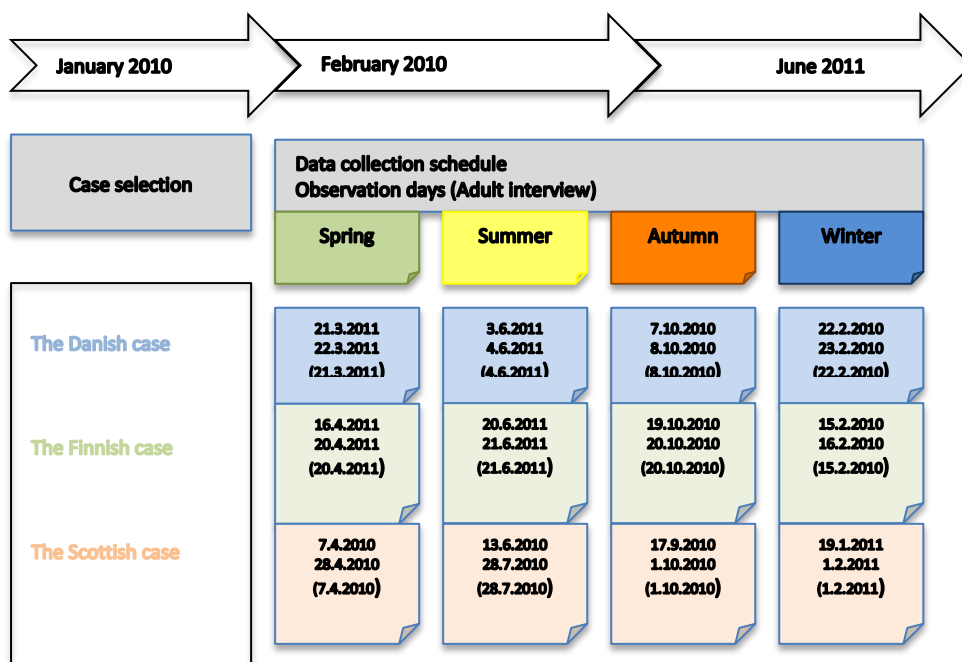 January 2010
February 2010
June 2011
Case selection
Data collection schedule
Observation days (Adult interview)
Spring
Summer
Autumn
Winter
The Danish case
21.3.2011
22.3.2011
(21.3.2011)
3.6.2011
4.6.2011
(4.6.2011)
7.10.2010
8.10.2010
(8.10.2010)
22.2.2010
23.2.2010
(22.2.2010)
The Finnish case
16.4.2011
20.4.2011
(20.4.2011)
20.6.2011
21.6.2011
(21.6.2011)
19.10.2010
20.10.2010
(20.10.2010)
15.2.2010
16.2.2010
(15.2.2010)
The Scottish case
7.4.2010
28.4.2010
(7.4.2010)
13.6.2010
28.7.2010
(28.7.2010)
17.9.2010
1.10.2010
(1.10.2010)
19.1.2011
1.2.2011
(1.2.2011)